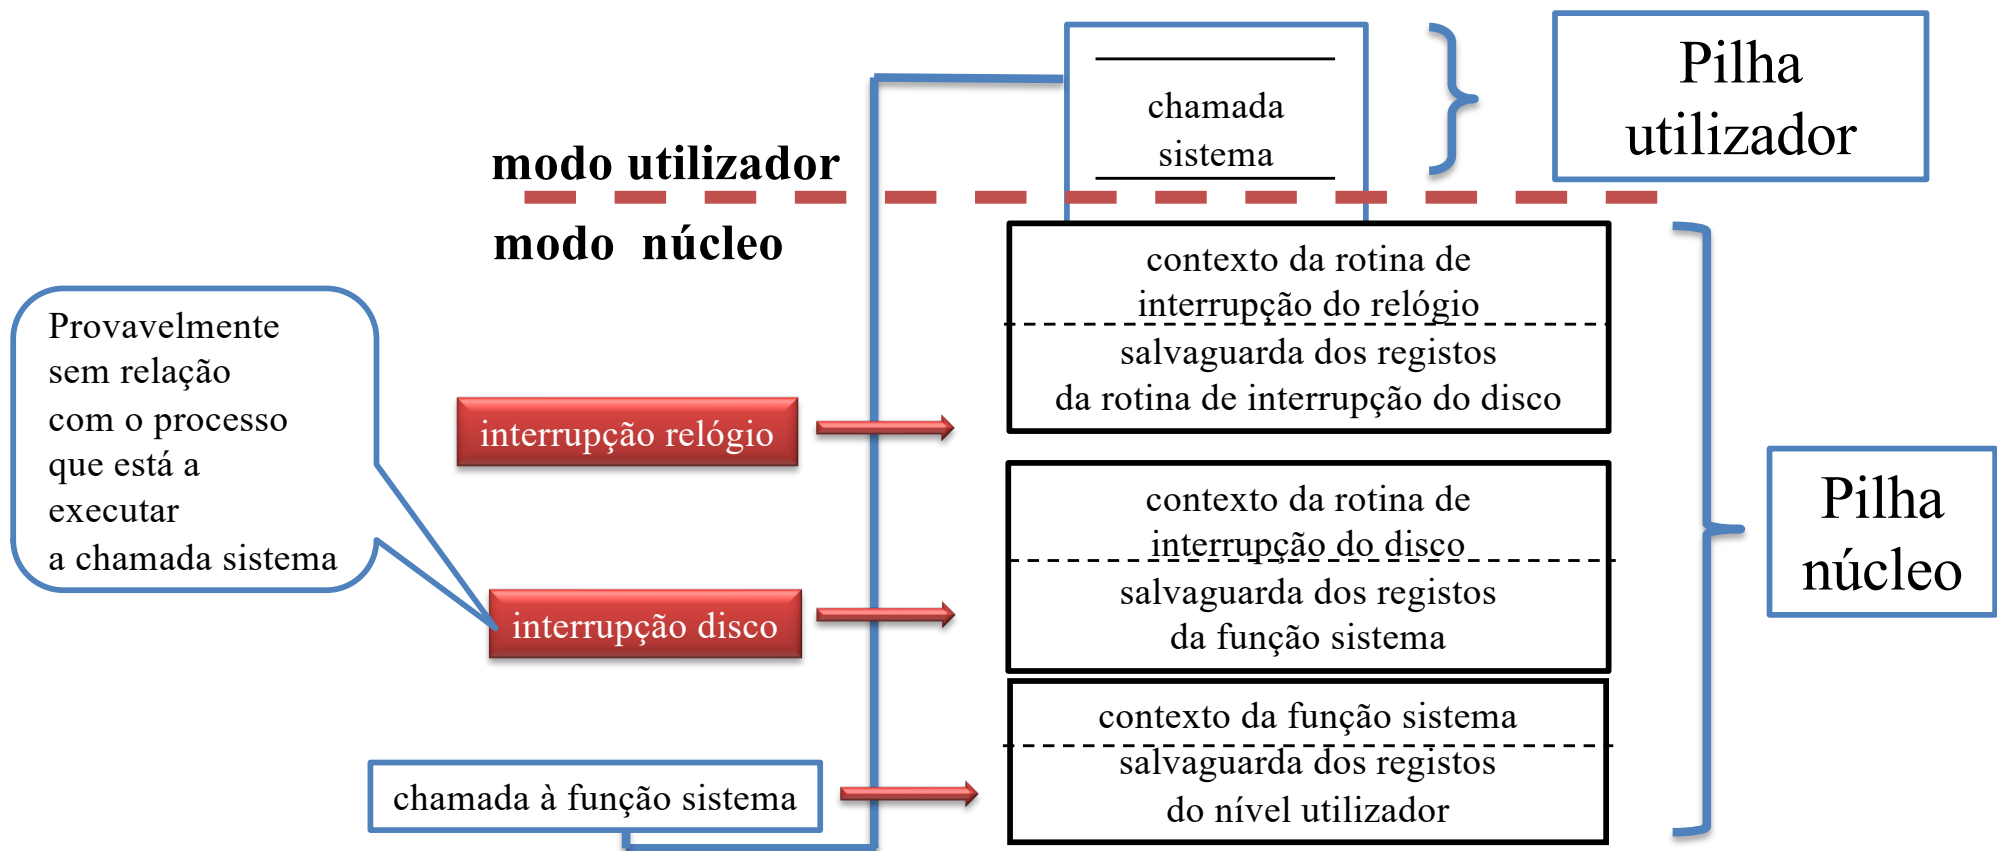 Pilha
utilizador
chamada
sistema
modo utilizador
modo núcleo
contexto da rotina de
interrupção do relógio
salvaguarda dos registos
da rotina de interrupção do disco
Provavelmente
sem relação
com o processo
que está a
executar
a chamada sistema
interrupção relógio
contexto da rotina de
interrupção do disco
salvaguarda dos registos
da função sistema
Pilha
núcleo
interrupção disco
contexto da função sistema
salvaguarda dos registos
do nível utilizador
chamada à função sistema